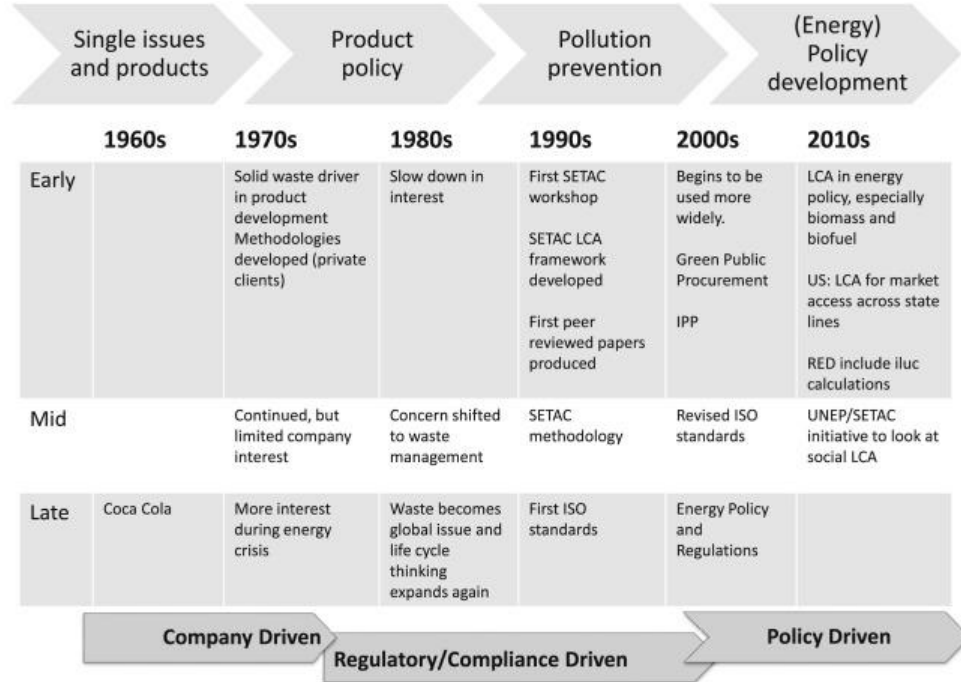 Single issues
and products
Product
policy
Pollution
prevention
(Energy)
Policy
development
1960s
1970s
1980s
1990s
2000s
2010s
Early
Solid waste driver
in product
development
Methodologies
developed (private
clients)
Slow down in
interest
First SETAC
workshop
SETAC LCA
framework
developed
First peer
reviewed papers
produced
Begins to be
used more
widely.
Green Public
Procurement
IPP
LCA in energy
policy, especially
biomass and
biofuel
US: LCA for market
access across state
lines
RED include iluc
calculations
Mid
Continued, but
limited company
interest
Concern shifted
to waste
management
SETAC
methodology
Revised ISO
standards
UNEP/SETAC
initiative to look at
social LCA
Late
Coca Cola
More interest
during energy
crisis
Waste becomes
global issue and
life cycle
thinking
expands again
First ISO
standards
Energy Policy
and
Regulations
Company Driven
Regulatory/Compliance Driven
Policy Driven